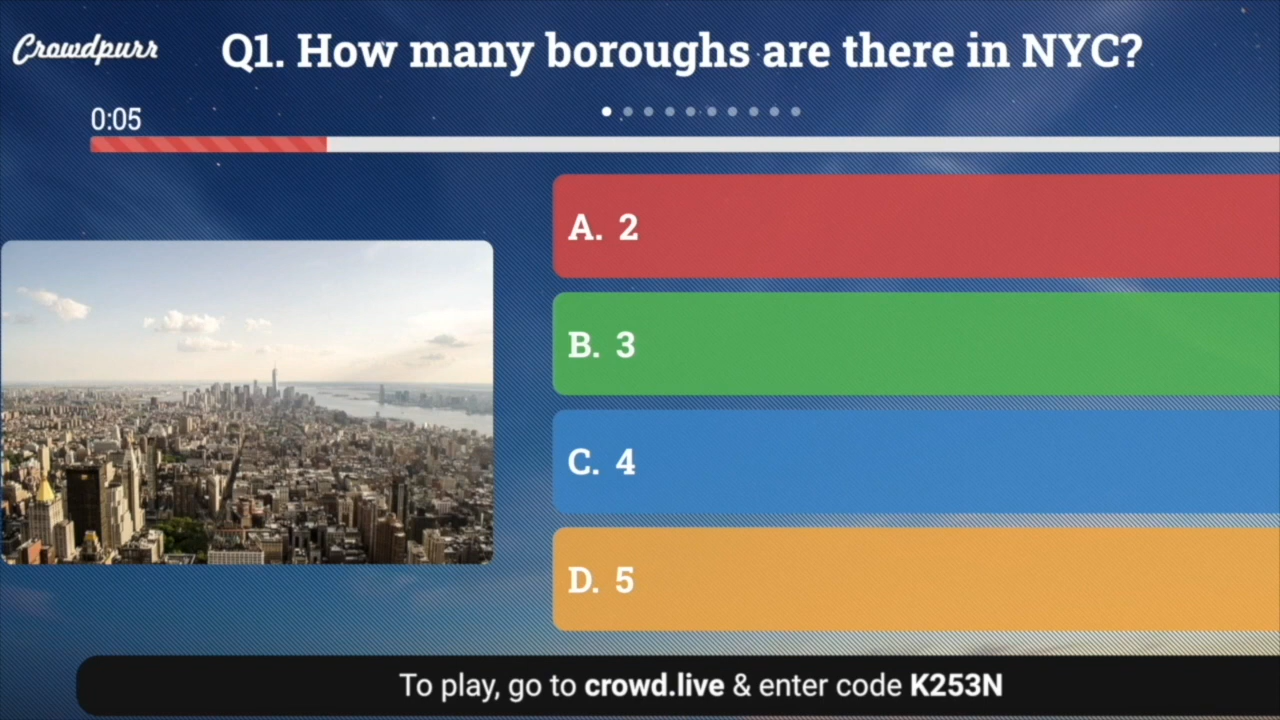 Crowdpurr
Q1. How many boroughs are there in NYC?
0:05
A. 2
B. 3
C. 4
D. 5
To play, go to crowd.live & enter code K253N